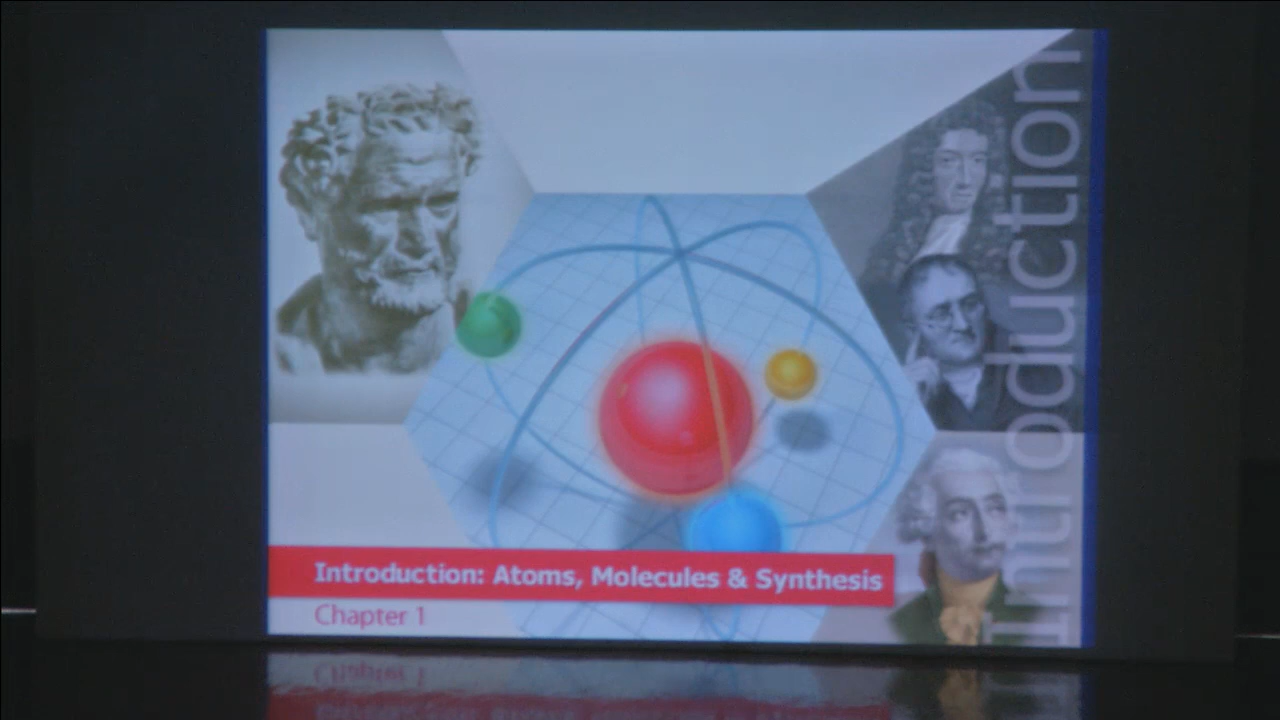 Introduction: Atoms, Molecules & Synthesis
Chapter 1
Introduction